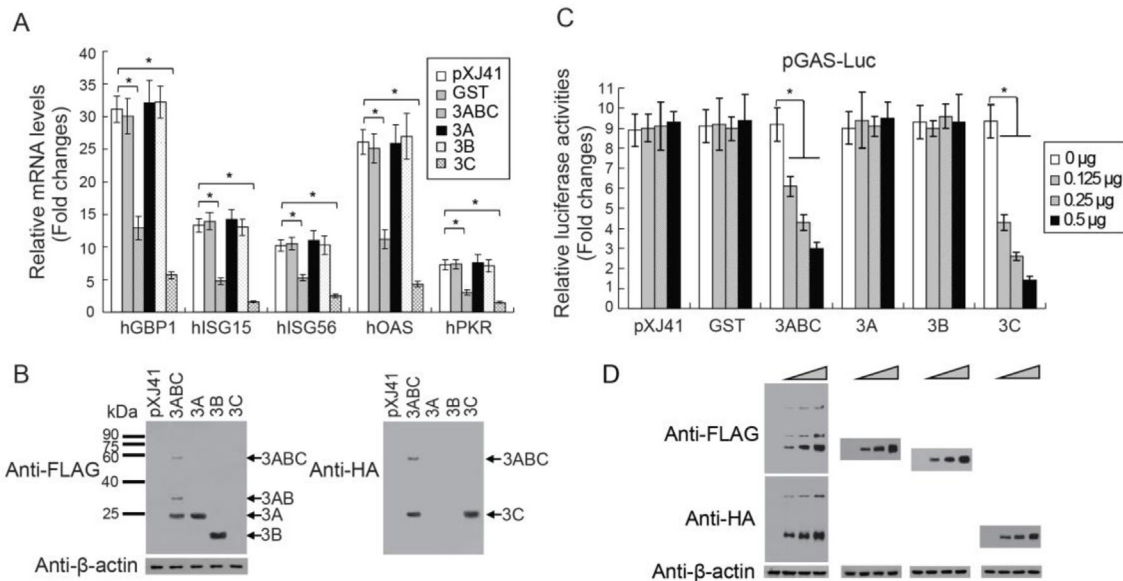 A
Relative mRNA levels
(Fold changes)
40
35
30
25
20
15
10
5
0
* * * * * * * * * *
pXJ41
GST
3ABC
3A
3B
3C
hGBP1 hISG15 hISG56 hOAS hPKR
C
pGAS-Luc
Relative luciferase activities
(Fold changes)
13
12
11
10
9
8
7
6
5
4
3
2
1
0
* *
0 µg
0.125 µg
0.25 µg
0.5 µg
pXJ41 GST 3ABC 3A 3B 3C
B
kDa
pXJ41 3ABC 3A 3B 3C
90
75
60
40
25
Anti-FLAG
3ABC
3AB
3A
3B
Anti-β-actin
pXJ41 3ABC 3A 3B 3C
Anti-HA
3ABC
3C
D
Anti-FLAG
Anti-HA
Anti-β-actin